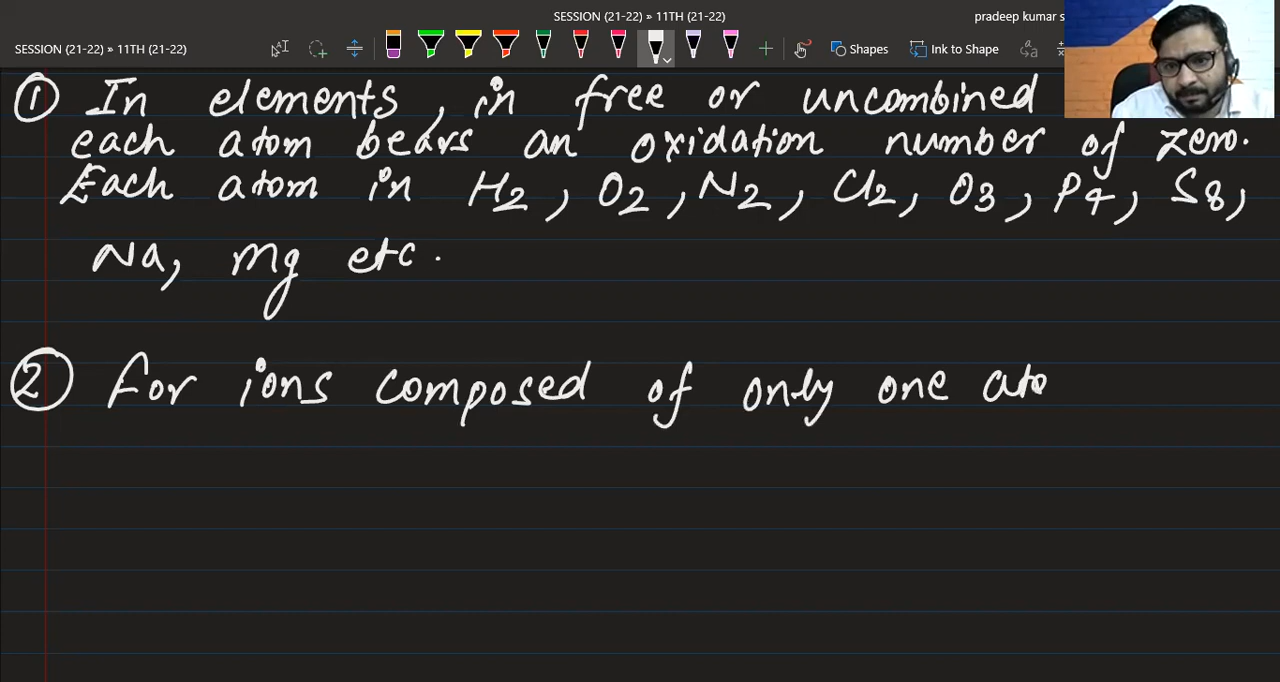 SESSION (21-22) » 11TH (21-22)
pradeep kumar s
SESSION (21-22) » 11TH (21-22)
Shapes
Ink to Shape
① In elements, in free or uncombined
each atom bears an oxidation number of zero.
Each atom in H2, O2, N2, Cl2, O3, P4, S8,
Na, Mg etc.
② For ions composed of only one ato